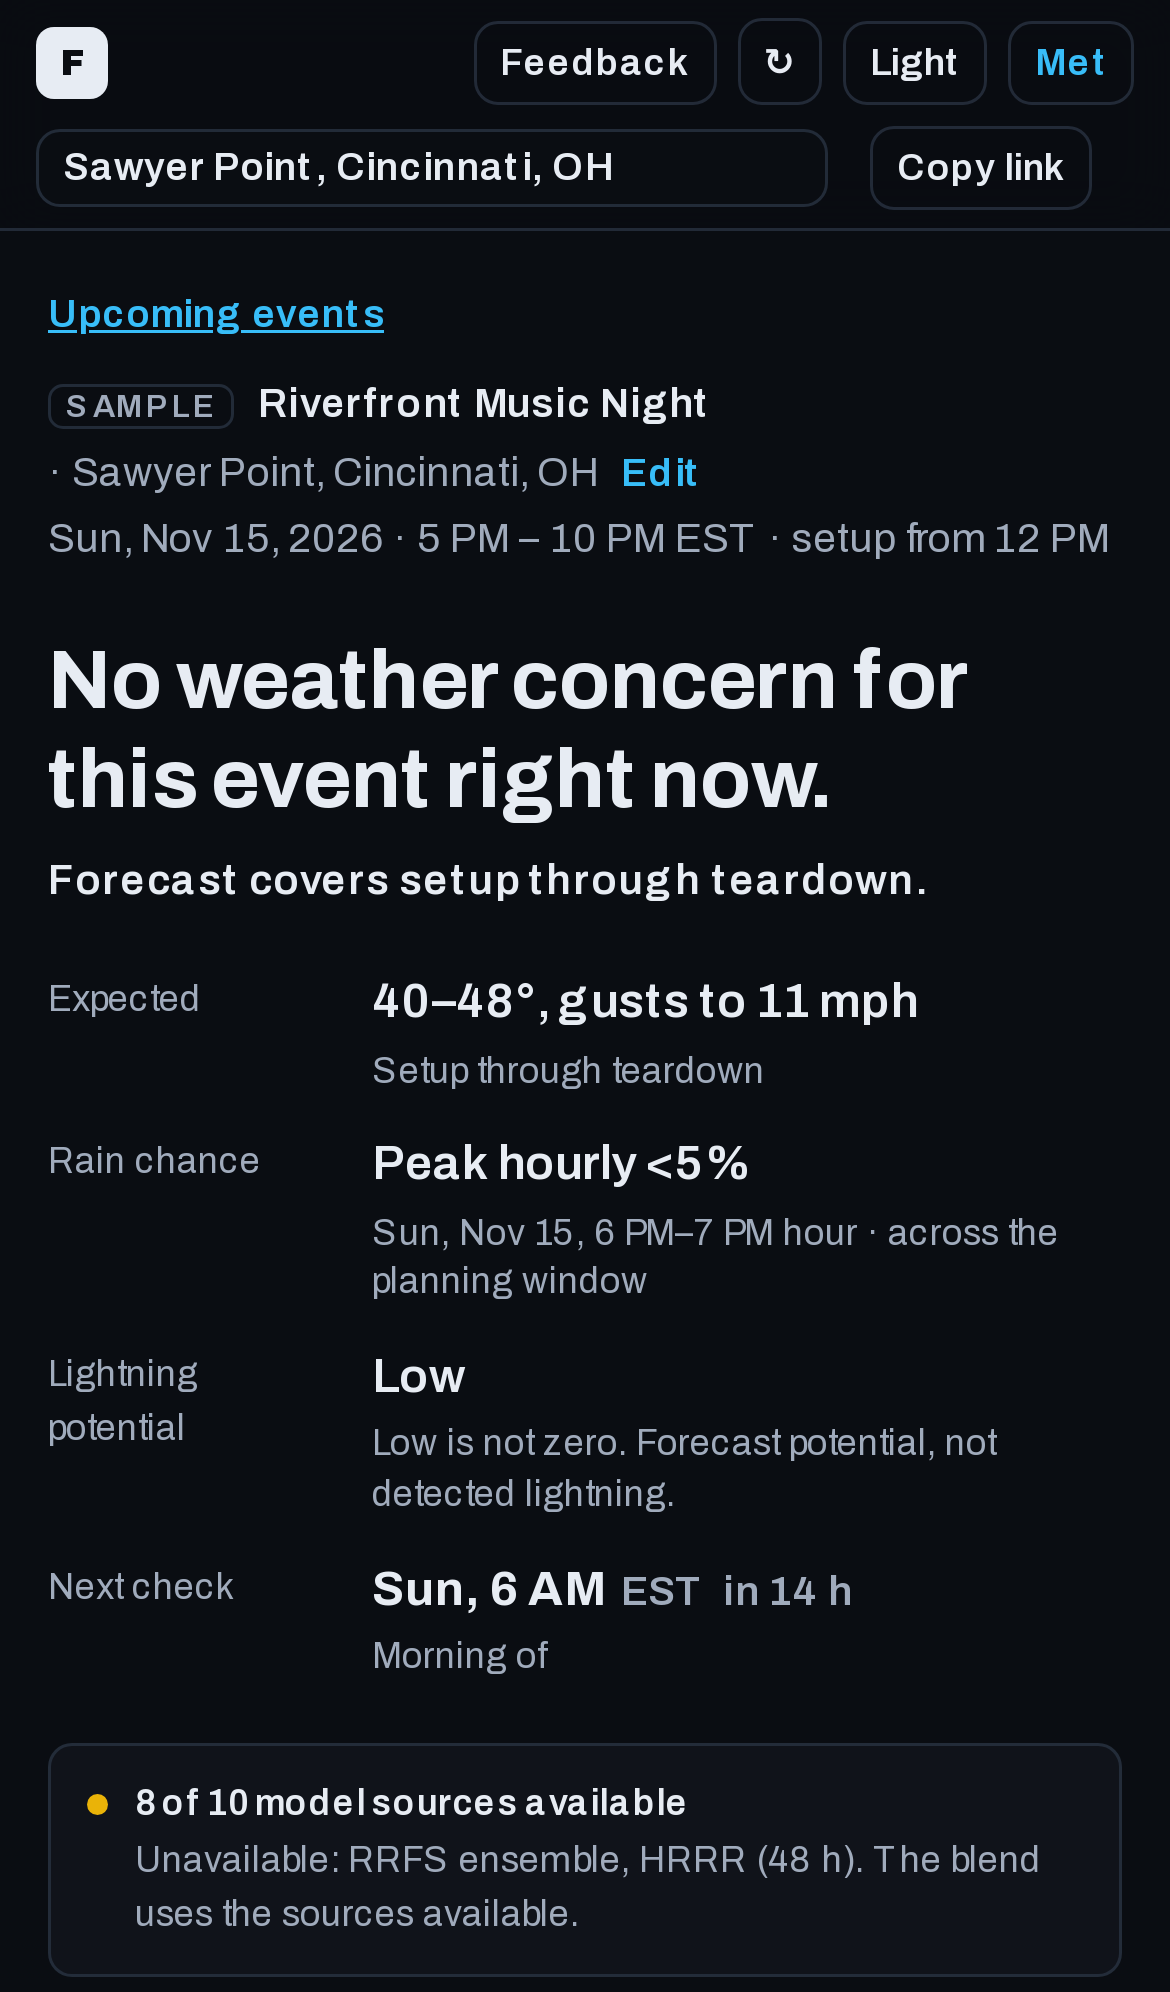 F
Feedback
↻
Light
Met
Sawyer Point, Cincinnati, OH
Copy link
Upcoming events
SAMPLE Riverfront Music Night
· Sawyer Point, Cincinnati, OH Edit
Sun, Nov 15, 2026 · 5 PM – 10 PM EST · setup from 12 PM
No weather concern for
this event right now.
Forecast covers setup through teardown.
Expected
40–48°, gusts to 11 mph
Setup through teardown
Rain chance
Peak hourly <5%
Sun, Nov 15, 6 PM–7 PM hour · across the
planning window
Lightning
potential
Low
Low is not zero. Forecast potential, not
detected lightning.
Next check
Sun, 6 AM EST in 14 h
Morning of
8 of 10 model sources available
Unavailable: RRFS ensemble, HRRR (48 h). The blend
uses the sources available.